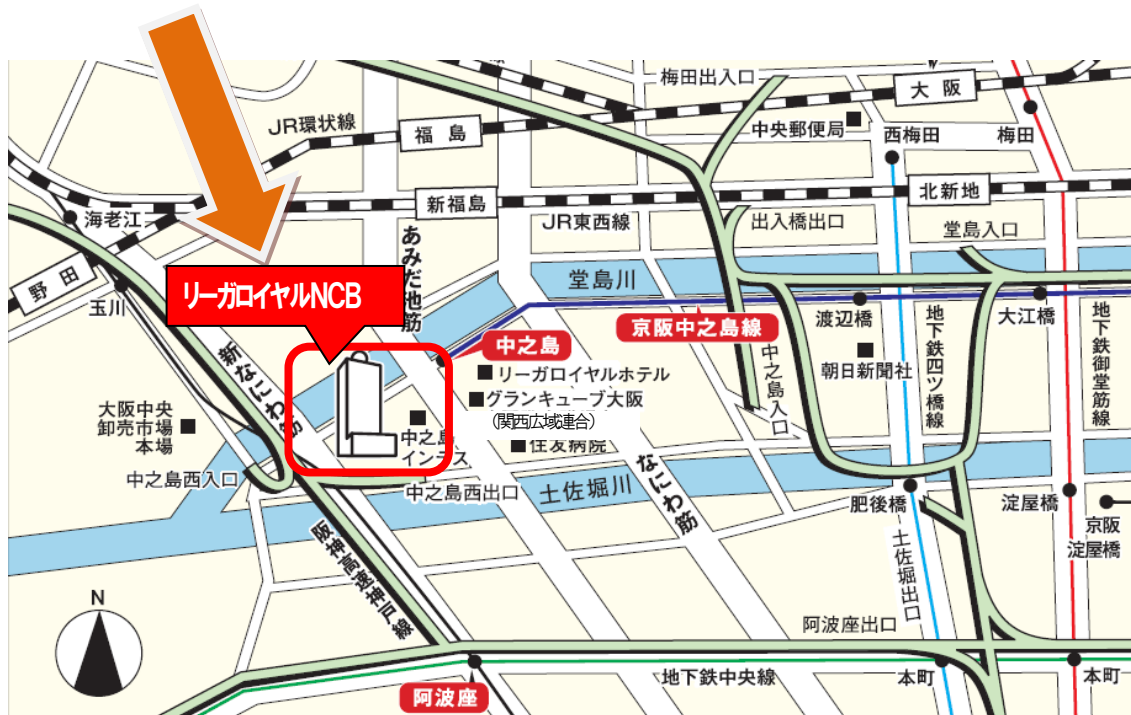 梅田出入口
大阪
JR環状線
福島
中央郵便局
西梅田
梅田
海老江
新福島
北新地
JR東西線
出入橋出口
堂島入口
あみだ池筋
野田
玉川
リーガロイヤルNCB
堂島川
京阪中之島線
渡辺橋
大江橋
地下鉄四ツ橋線
地下鉄御堂筋線
中之島
新なにわ筋
リーガロイヤルホテル
グランキューブ大阪
(関西広域連合)
中之島入口
朝日新聞社
大阪中央
卸売市場
本場
中之島
インテス
住友病院
なにわ筋
中之島西入口
中之島西出口
土佐堀川
肥後橋
淀屋橋
京阪
淀屋橋
阪神高速神戸線
土佐堀出口
N
阿波座出口
地下鉄中央線
本町
本町
阿波座